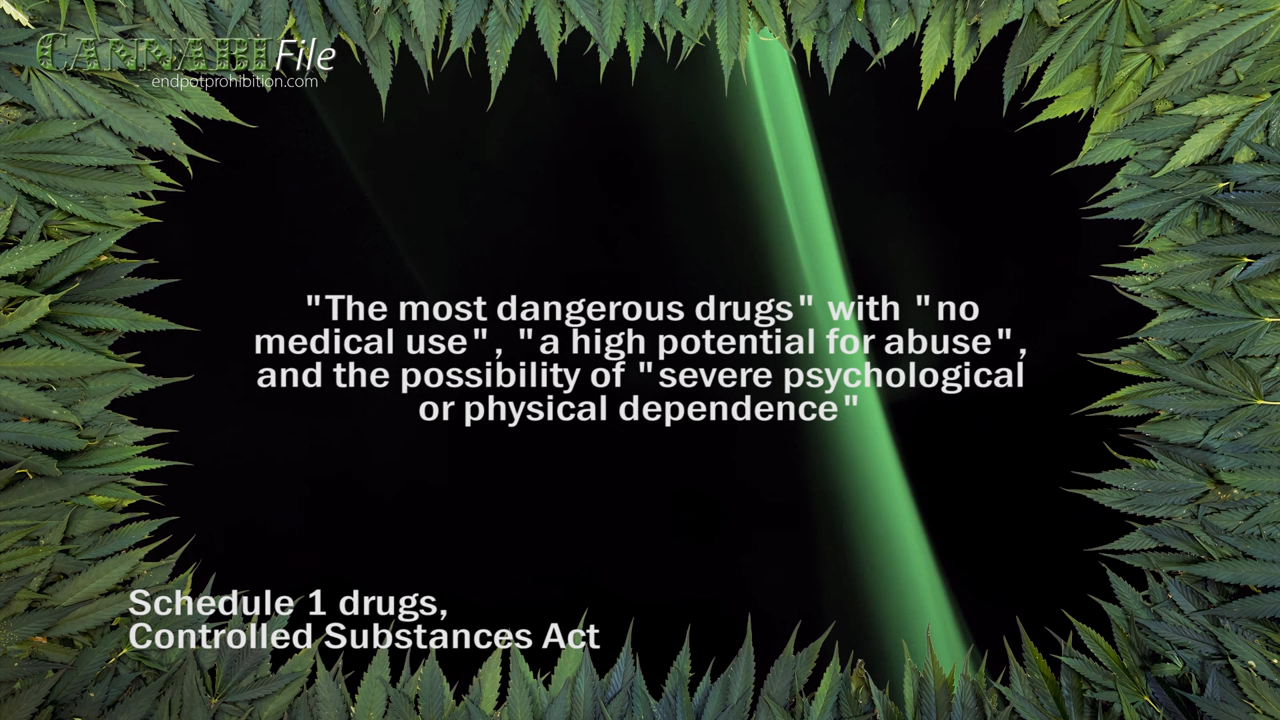 CANNABIFile
endpotprohibition.com
"The most dangerous drugs" with "no
medical use", "a high potential for abuse",
and the possibility of "severe psychological
or physical dependence"
Schedule 1 drugs,
Controlled Substances Act